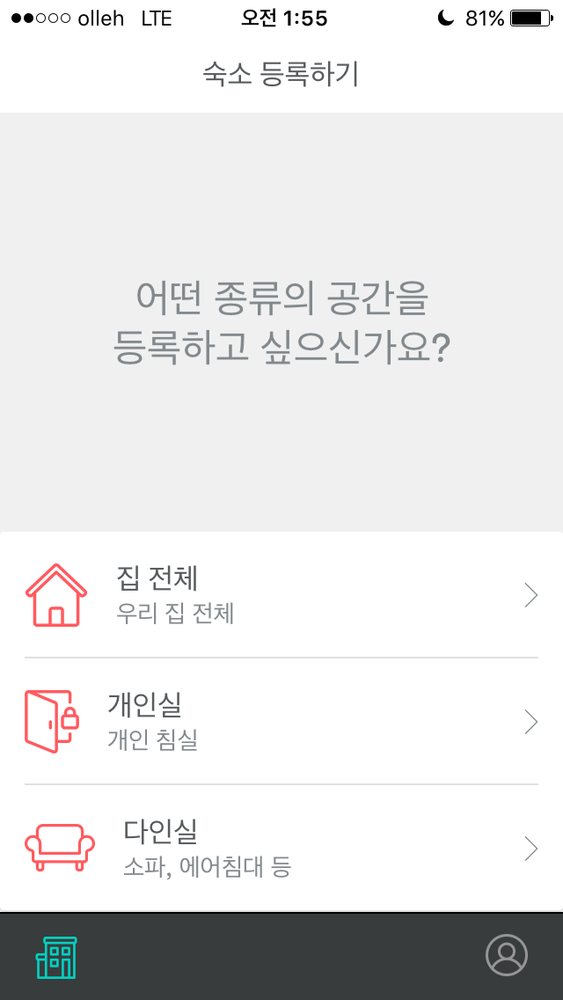 olleh LTE 오전 1:55 81%
숙소 등록하기
어떤 종류의 공간을
등록하고 싶으신가요?
집 전체
우리 집 전체
개인실
개인 침실
다인실
소파, 에어침대 등